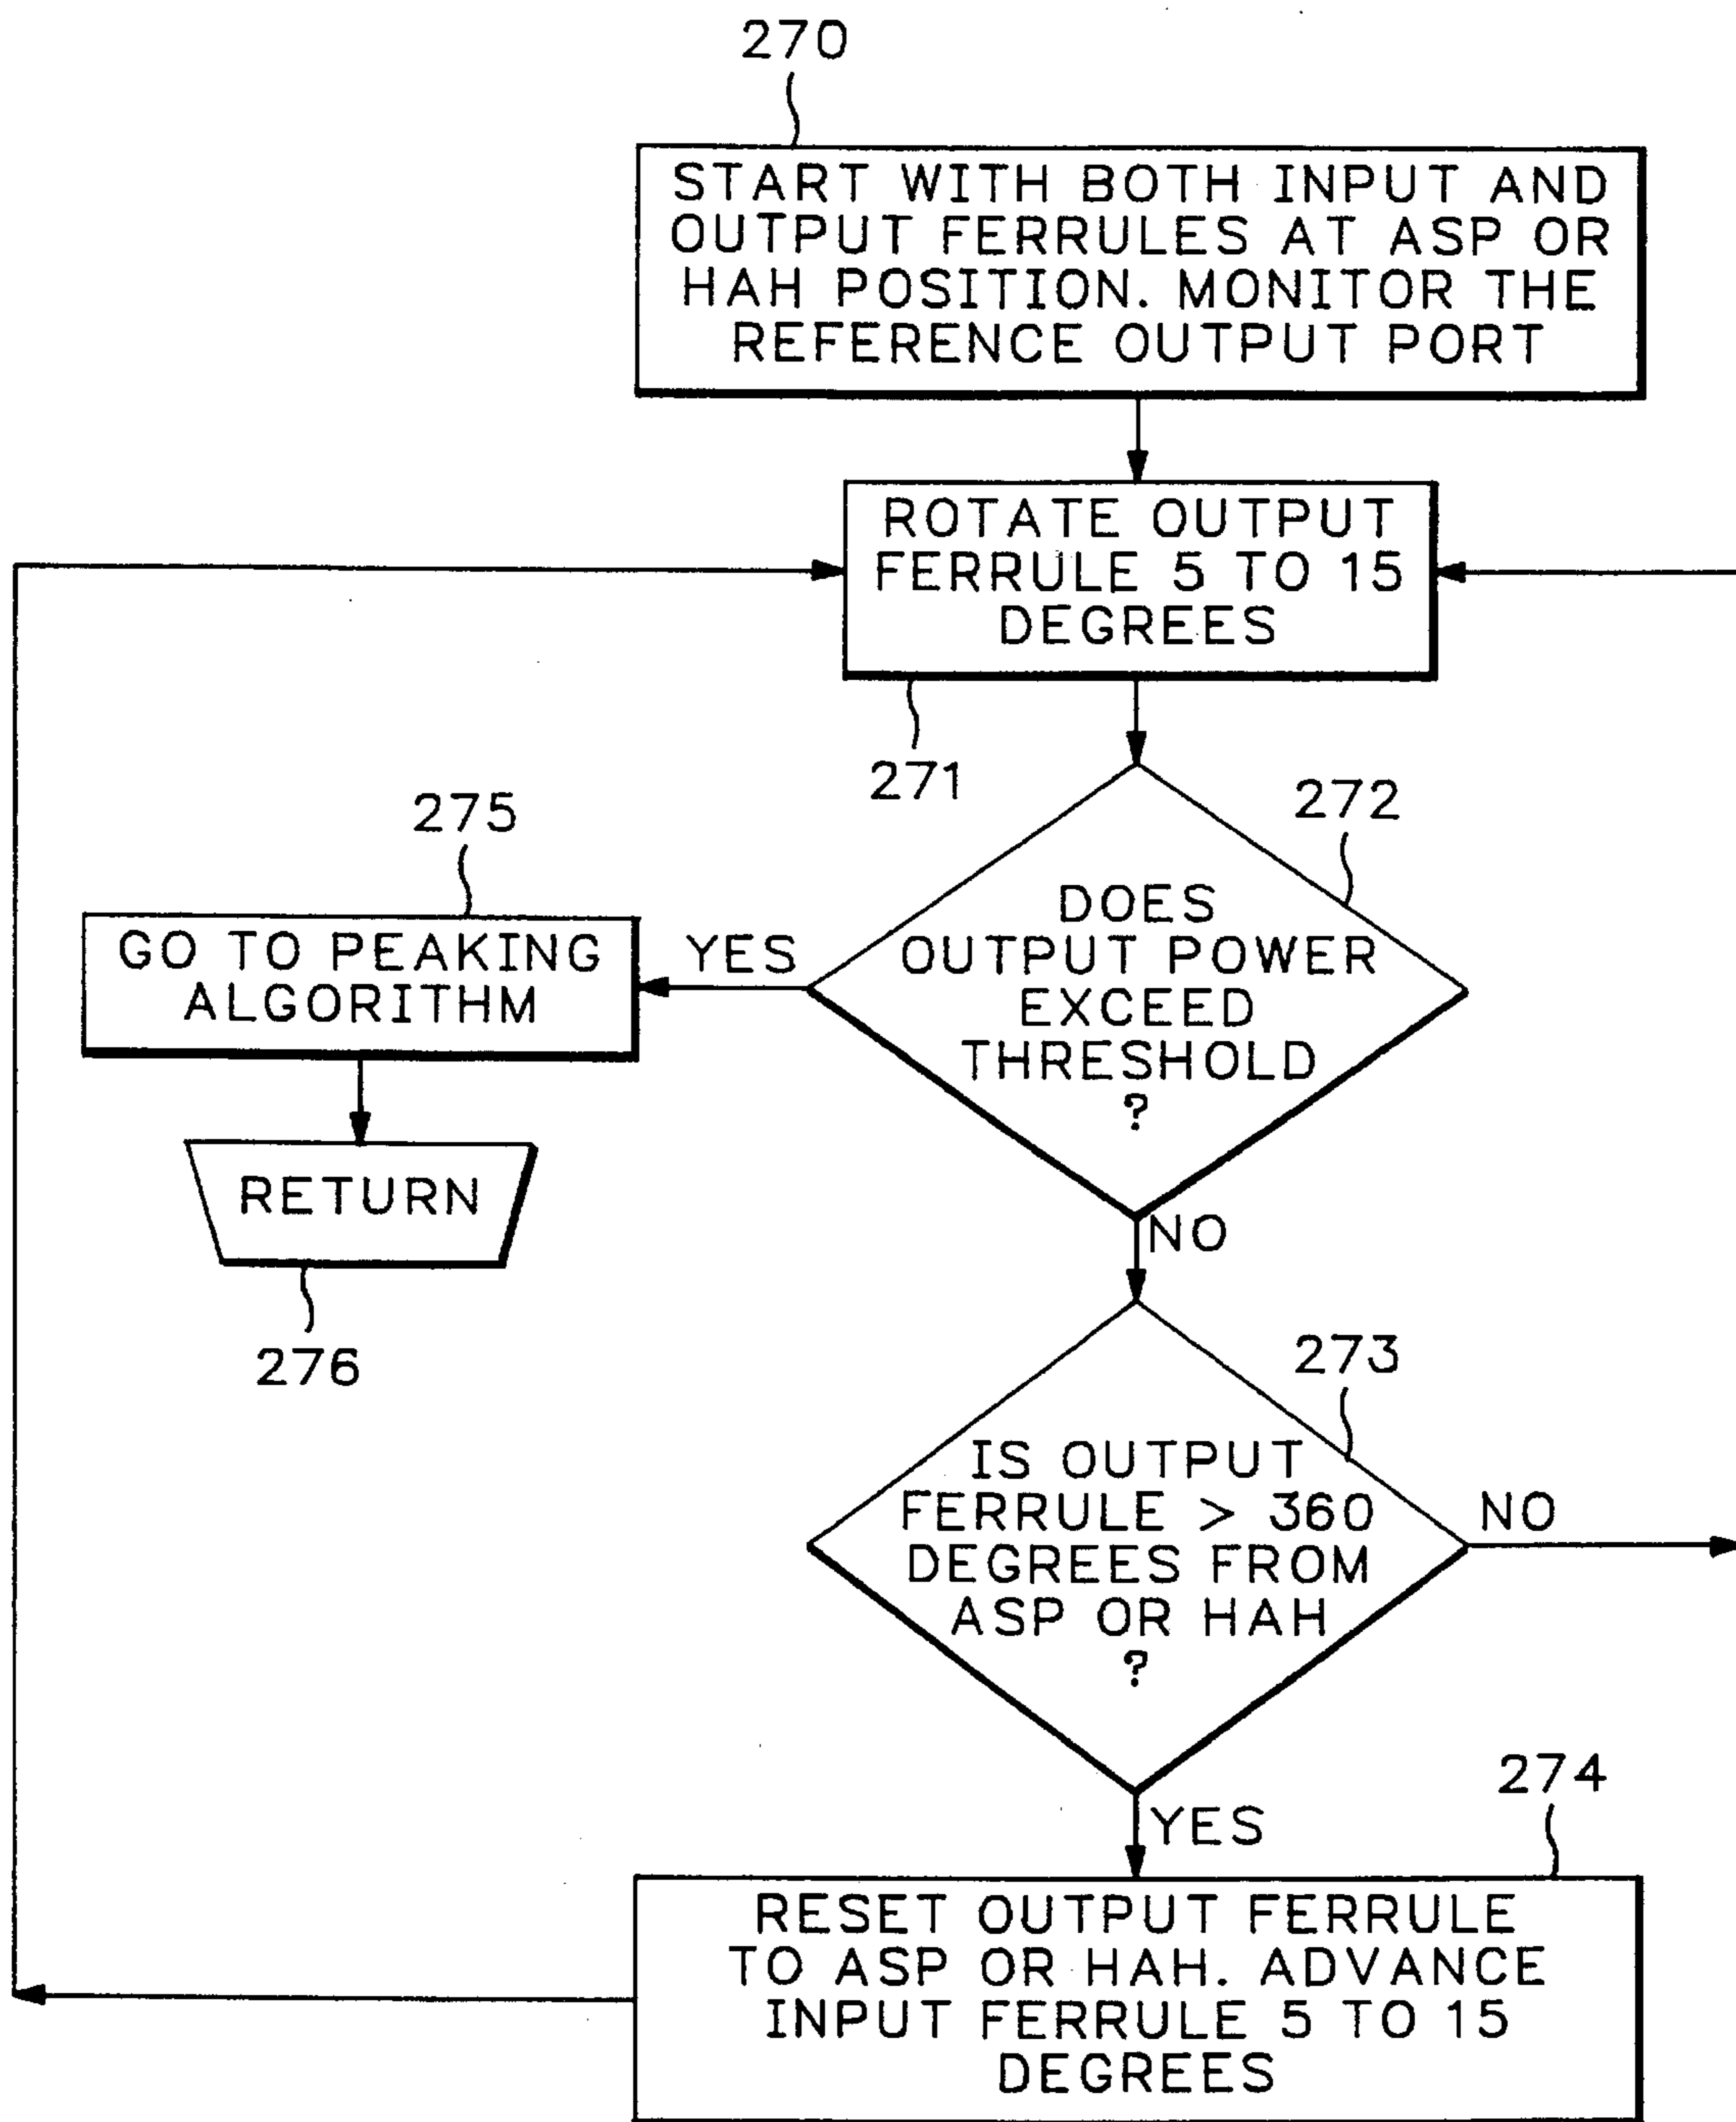 270
START WITH BOTH INPUT AND
OUTPUT FERRULES AT ASP OR
HAH POSITION. MONITOR THE
REFERENCE OUTPUT PORT
ROTATE OUTPUT
FERRULE 5 TO 15
DEGREES
271
272
DOES
OUTPUT POWER
EXCEED
THRESHOLD
?
YES
275
GO TO PEAKING
ALGORITHM
RETURN
276
NO
273
IS OUTPUT
FERRULE > 360
DEGREES FROM
ASP OR HAH
?
NO
YES
274
RESET OUTPUT FERRULE
TO ASP OR HAH. ADVANCE
INPUT FERRULE 5 TO 15
DEGREES